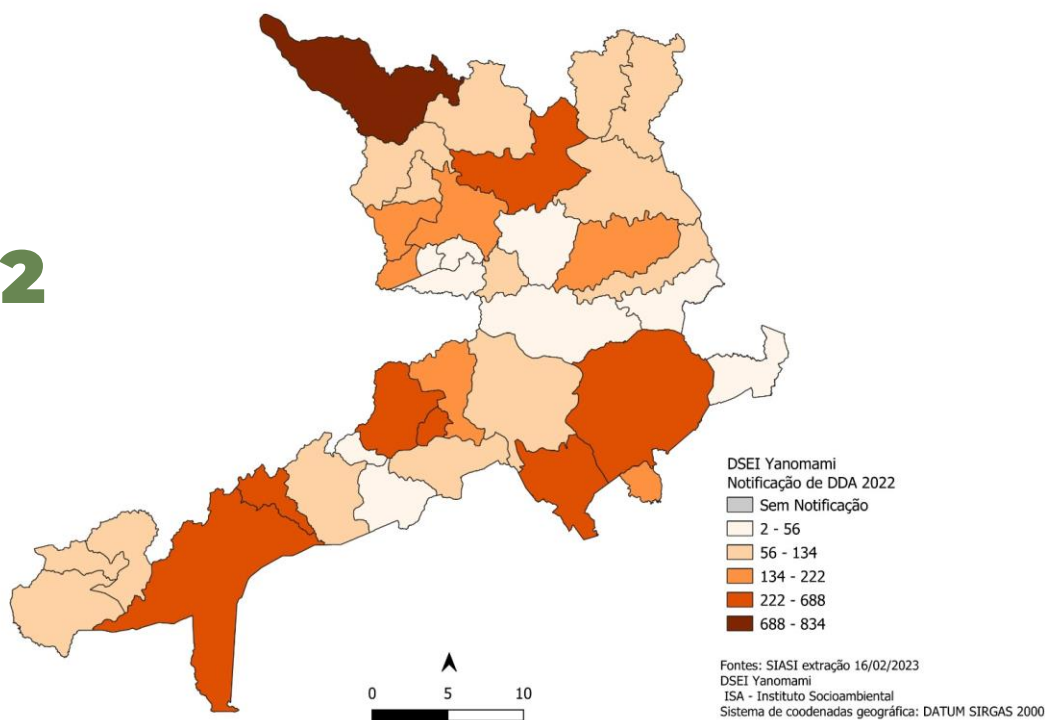 2
DSEI Yanomami
Notificação de DDA 2022
Sem Notificação
2 - 56
56 - 134
134 - 222
222 - 688
688 - 834
0 5 10
Fontes: SIASI extração 16/02/2023
DSEI Yanomami
ISA - Instituto Socioambiental
Sistema de coodenadas geográfica: DATUM SIRGAS 2000